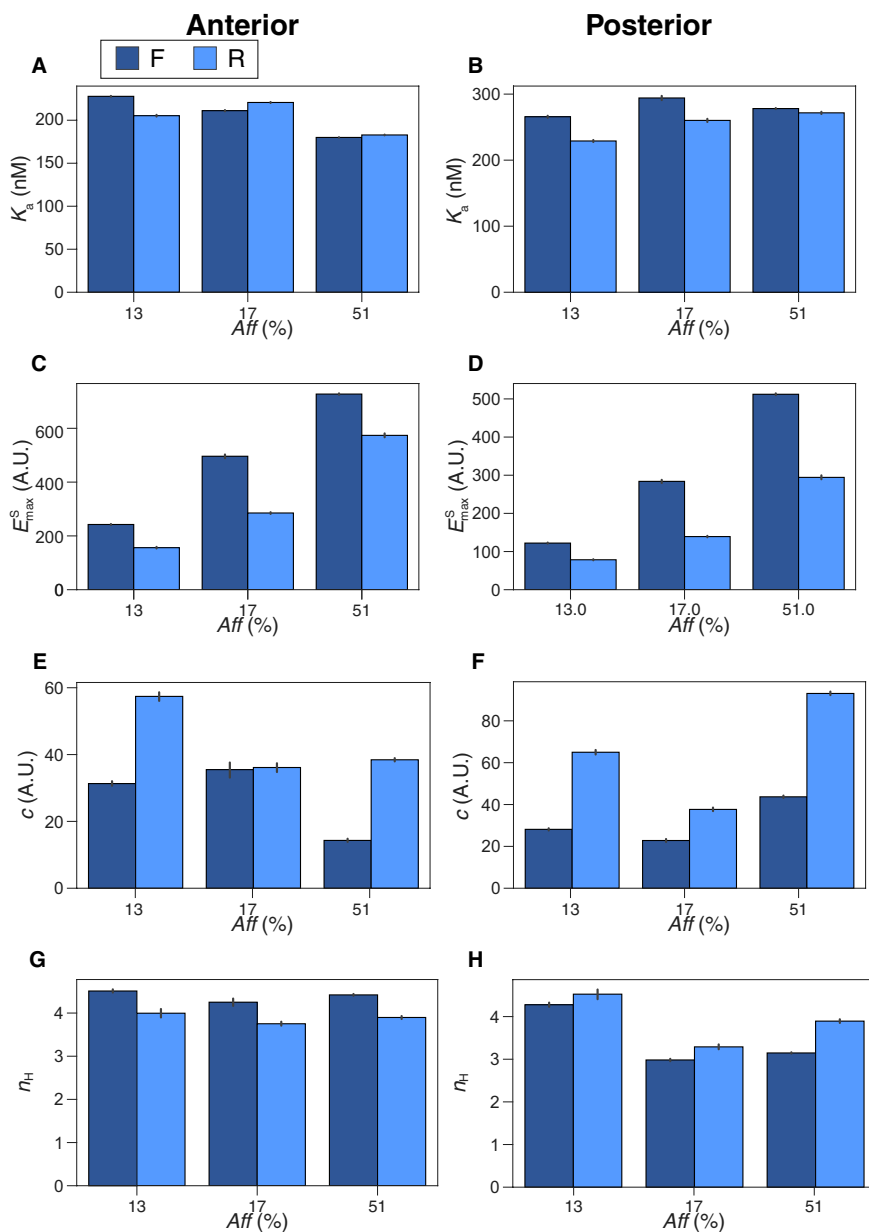 Anterior
Posterior
F R
A
B
200
150
100
50
0
K_a (nM)
13 17 51
Aff (%)
300
200
100
0
K_a (nM)
13 17 51
Aff (%)
C
D
600
400
200
0
E^S_max (A.U.)
13 17 51
Aff (%)
500
400
300
200
100
0
E^S_max (A.U.)
13.0 17.0 51.0
Aff (%)
E
F
60
40
20
0
c (A.U.)
13 17 51
Aff (%)
80
60
40
20
0
c (A.U.)
13 17 51
Aff (%)
G
H
4
3
2
1
0
n_H
13 17 51
Aff (%)
4
3
2
1
0
n_H
13 17 51
Aff (%)